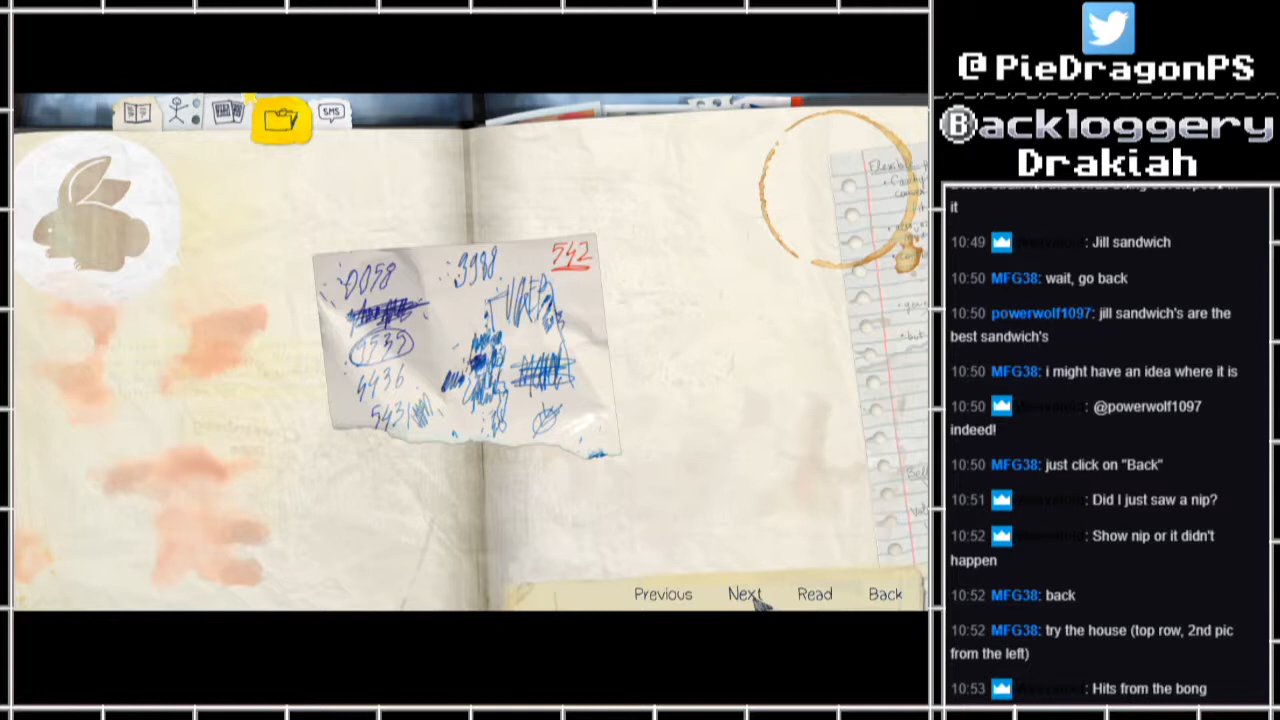 @PieDragonPS
Backloggery
Drakiah
SMS
it
10:49 : Jill sandwich
10:50 MFG38: wait, go back
10:50 powerwolf1097: jill sandwich's are the
best sandwich's
10:50 MFG38: i might have an idea where it is
10:50 : @powerwolf1097
indeed!
10:50 MFG38: just click on "Back"
10:51 : Did I just saw a nip?
10:52 : Show nip or it didn't
happen
10:52 MFG38: back
10:52 MFG38: try the house (top row, 2nd pic
from the left)
10:53 : Hits from the bong
0058
3988
542
Previous Next Read Back